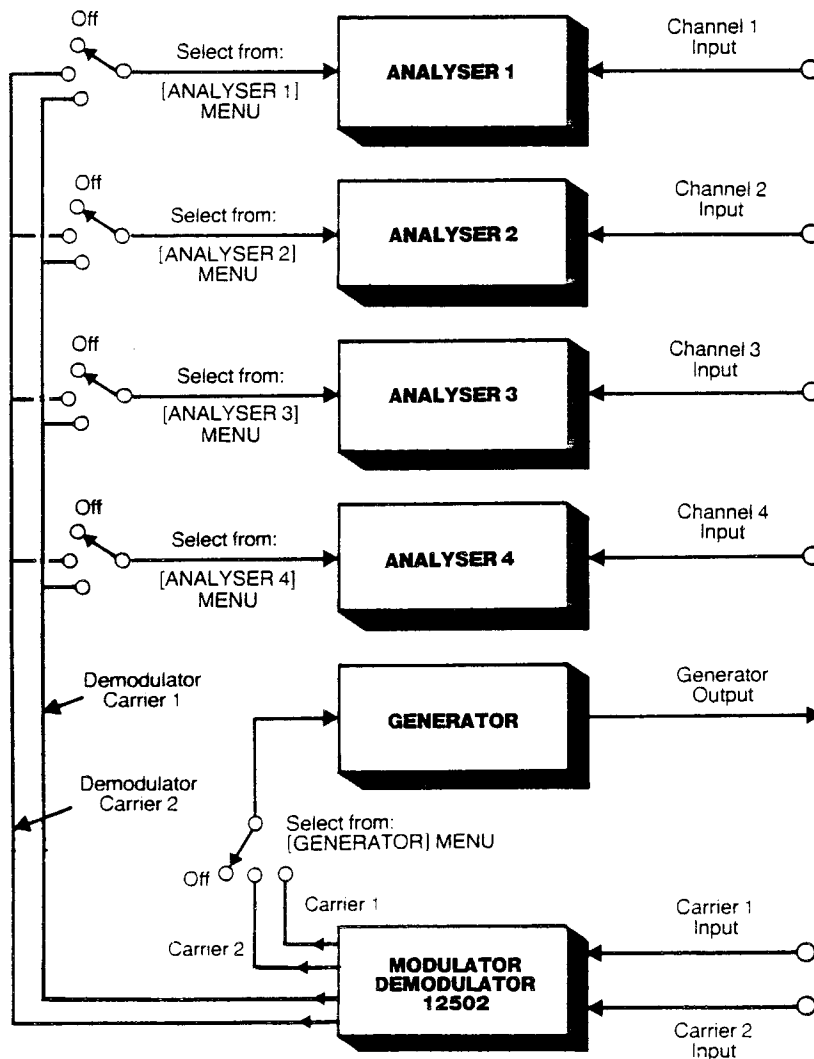 Off
Select from:
[ANALYSER 1]
MENU
ANALYSER 1
Channel 1
Input
Off
Select from:
[ANALYSER 2]
MENU
ANALYSER 2
Channel 2
Input
Off
Select from:
[ANALYSER 3]
MENU
ANALYSER 3
Channel 3
Input
Off
Select from:
[ANALYSER 4]
MENU
ANALYSER 4
Channel 4
Input
Demodulator
Carrier 1
GENERATOR
Generator
Output
Demodulator
Carrier 2
Select from:
[GENERATOR] MENU
Off
Carrier 1
Carrier 2
MODULATOR
DEMODULATOR
12502
Carrier 1
Input
Carrier 2
Input